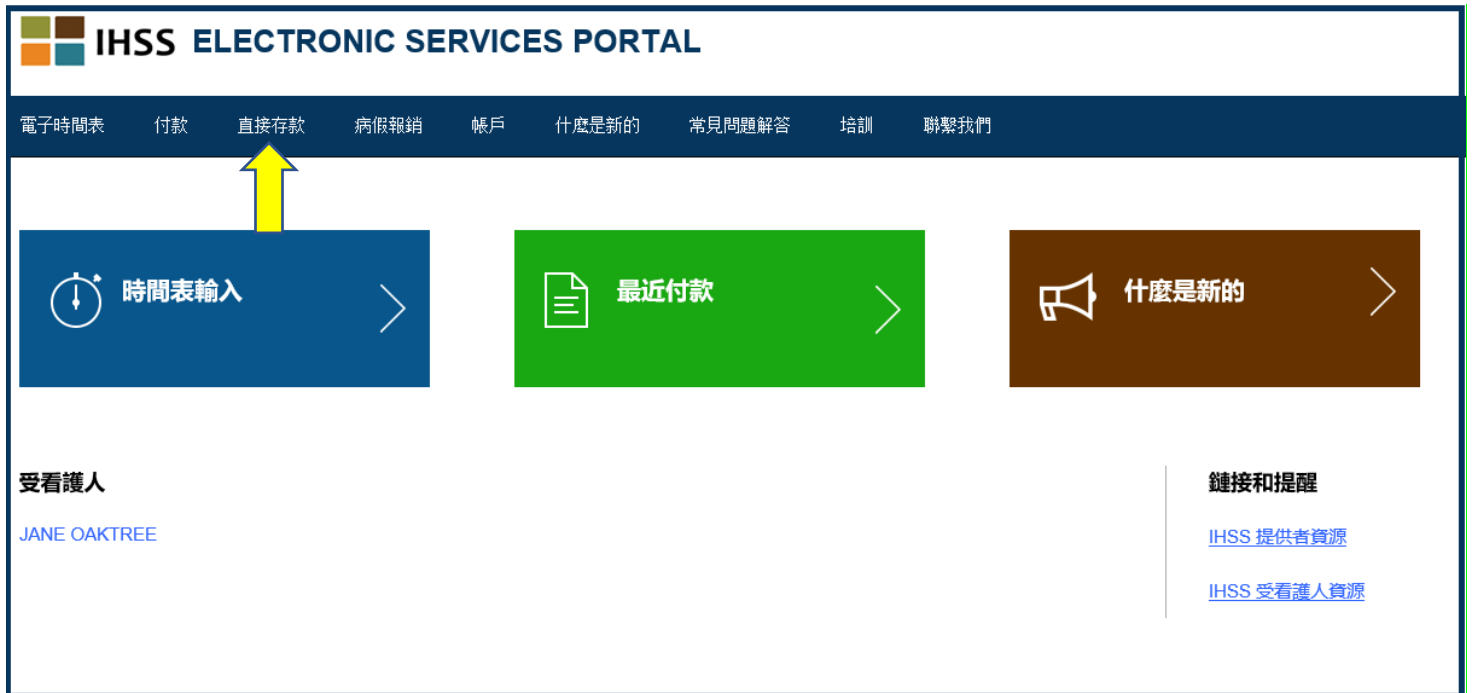 IHSS ELECTRONIC SERVICES PORTAL
電子時間表 付款 直接存款 病假報銷 帳戶 什麼是新的 常見問題解答 培訓 聯繫我們
時間表輸入
最近付款
什麼是新的
受看護人
JANE OAKTREE
鏈接和提醒
IHSS 提供者資源
IHSS 受看護人資源